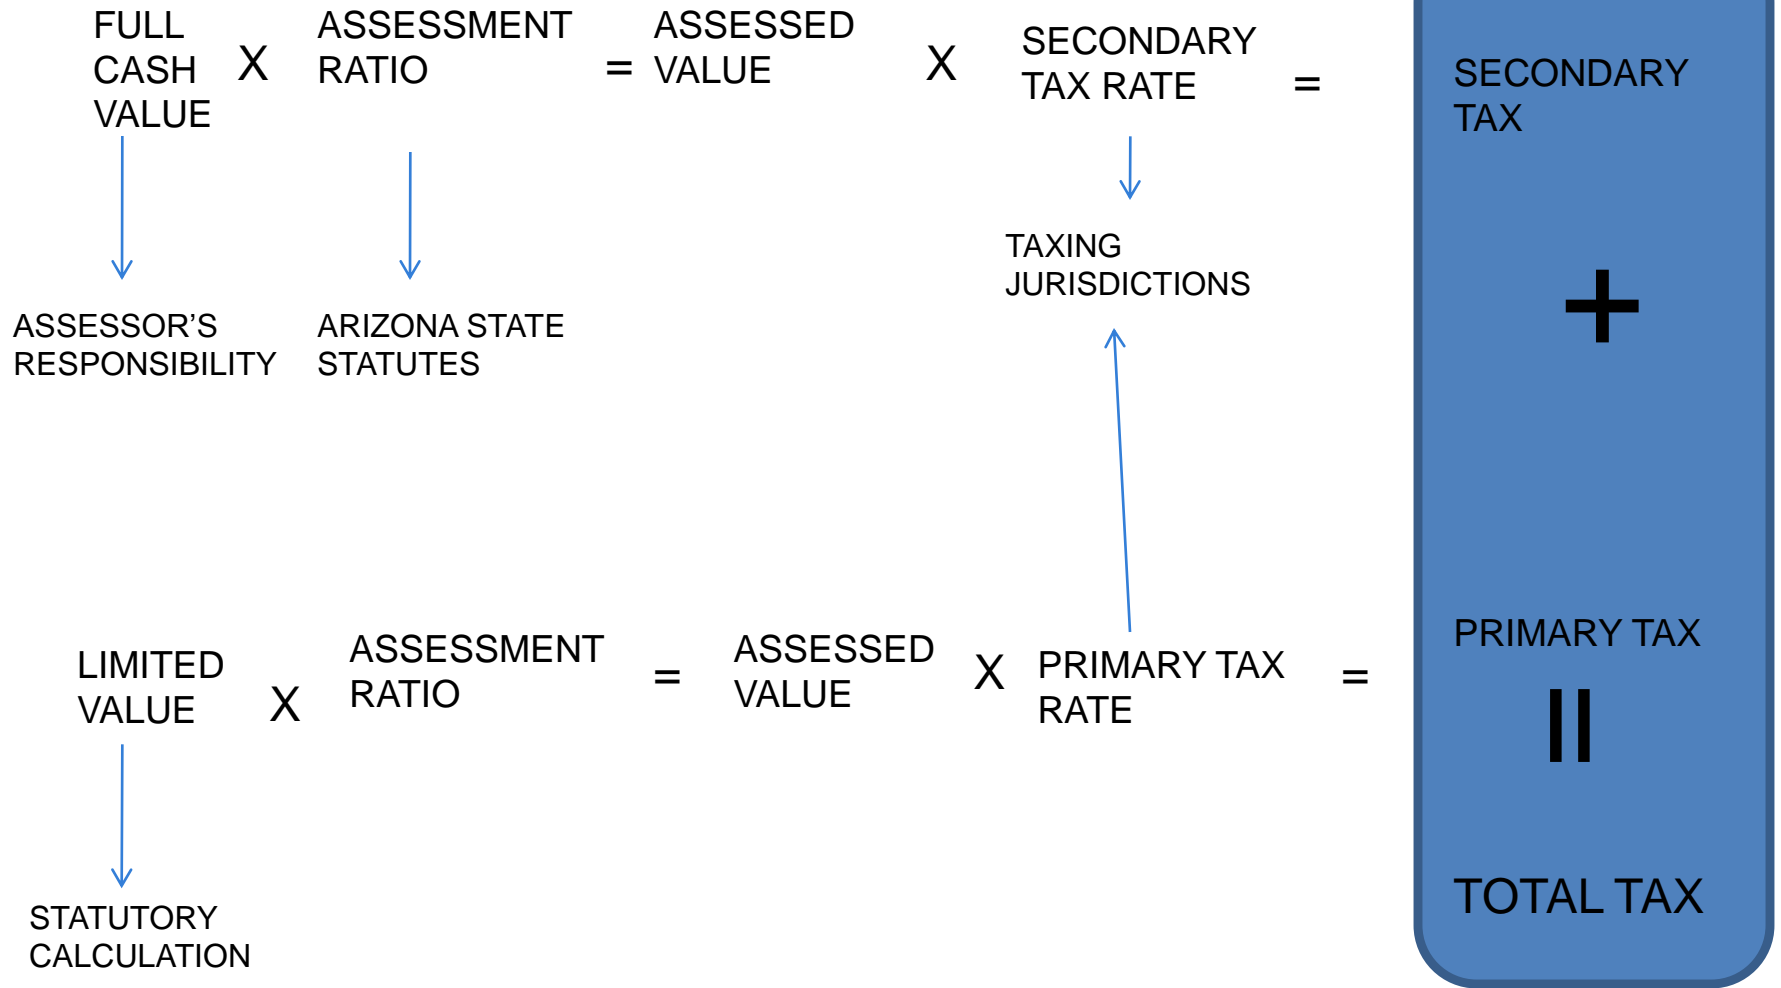 FULL
CASH
VALUE
X
ASSESSMENT
RATIO
=
ASSESSED
VALUE
X
SECONDARY
TAX RATE
=
SECONDARY
TAX
ASSESSOR’S
RESPONSIBILITY
ARIZONA STATE
STATUTES
TAXING
JURISDICTIONS
+
LIMITED
VALUE
X
ASSESSMENT
RATIO
=
ASSESSED
VALUE
X
PRIMARY TAX
RATE
=
PRIMARY TAX
=
STATUTORY
CALCULATION
TOTAL TAX